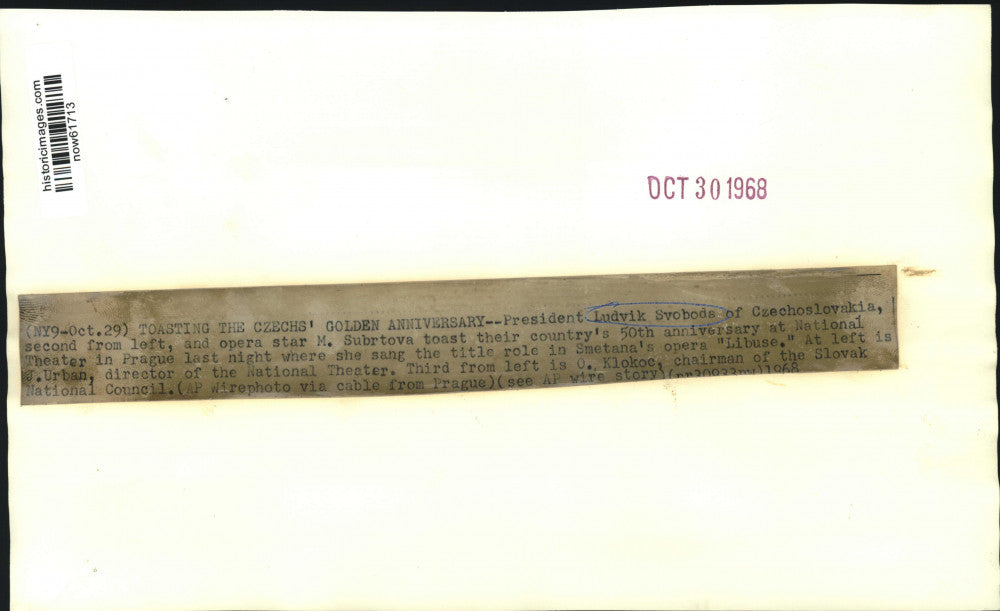 historicimages.com
now61713
OCT 30 1968
(NY9-Oct.29) TOASTING THE CZECHS' GOLDEN ANNIVERSARY--President Ludvik Svoboda of Czechoslovakia,
second from left, and opera star M. Subrtova toast their country's 50th anniversary at National
Theater in Prague last night where she sang the title role in Smetana's opera "Libuse." At left is
J.Urban, director of the National Theater. Third from left is O. Klokoc, chairman of the Slovak
National Council.(AP Wirephoto via cable from Prague)(see AP wire story) 1968